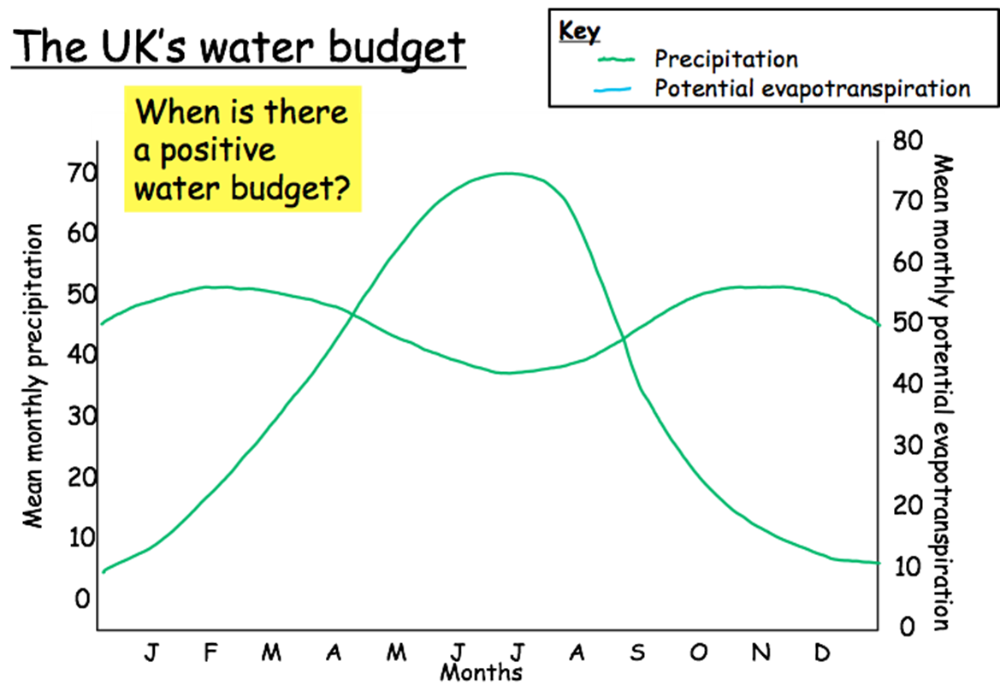 The UK's water budget
Key
Precipitation
Potential evapotranspiration
When is there
a positive
water budget?
Mean monthly precipitation
70
60
50
40
30
20
10
0
80
70
60
50
40
30
20
10
0
Mean monthly potential evapotranspiration
J F M A M J J A S O N D
Months